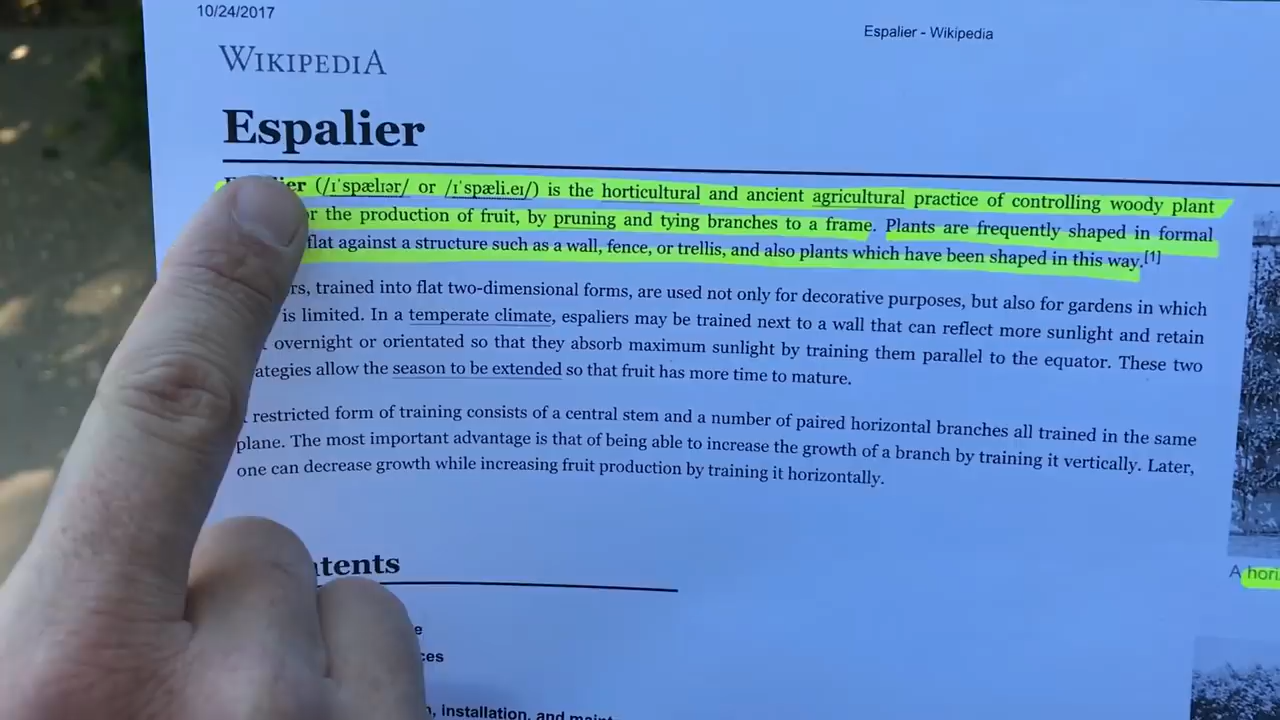 10/24/2017
Espalier - Wikipedia
WIKIPEDIA
Espalier
(/ɪˈspælɪər/ or /ɪˈspæli.eɪ/) is the horticultural and ancient agricultural practice of controlling woody plant
the production of fruit, by pruning and tying branches to a frame. Plants are frequently shaped in formal
flat against a structure such as a wall, fence, or trellis, and also plants which have been shaped in this way.[1]
trained into flat two-dimensional forms, are used not only for decorative purposes, but also for gardens in which
is limited. In a temperate climate, espaliers may be trained next to a wall that can reflect more sunlight and retain
overnight or orientated so that they absorb maximum sunlight by training them parallel to the equator. These two
allow the season to be extended so that fruit has more time to mature.
restricted form of training consists of a central stem and a number of paired horizontal branches all trained in the same
plane. The most important advantage is that of being able to increase the growth of a branch by training it vertically. Later,
one can decrease growth while increasing fruit production by training it horizontally.
A
installation, and